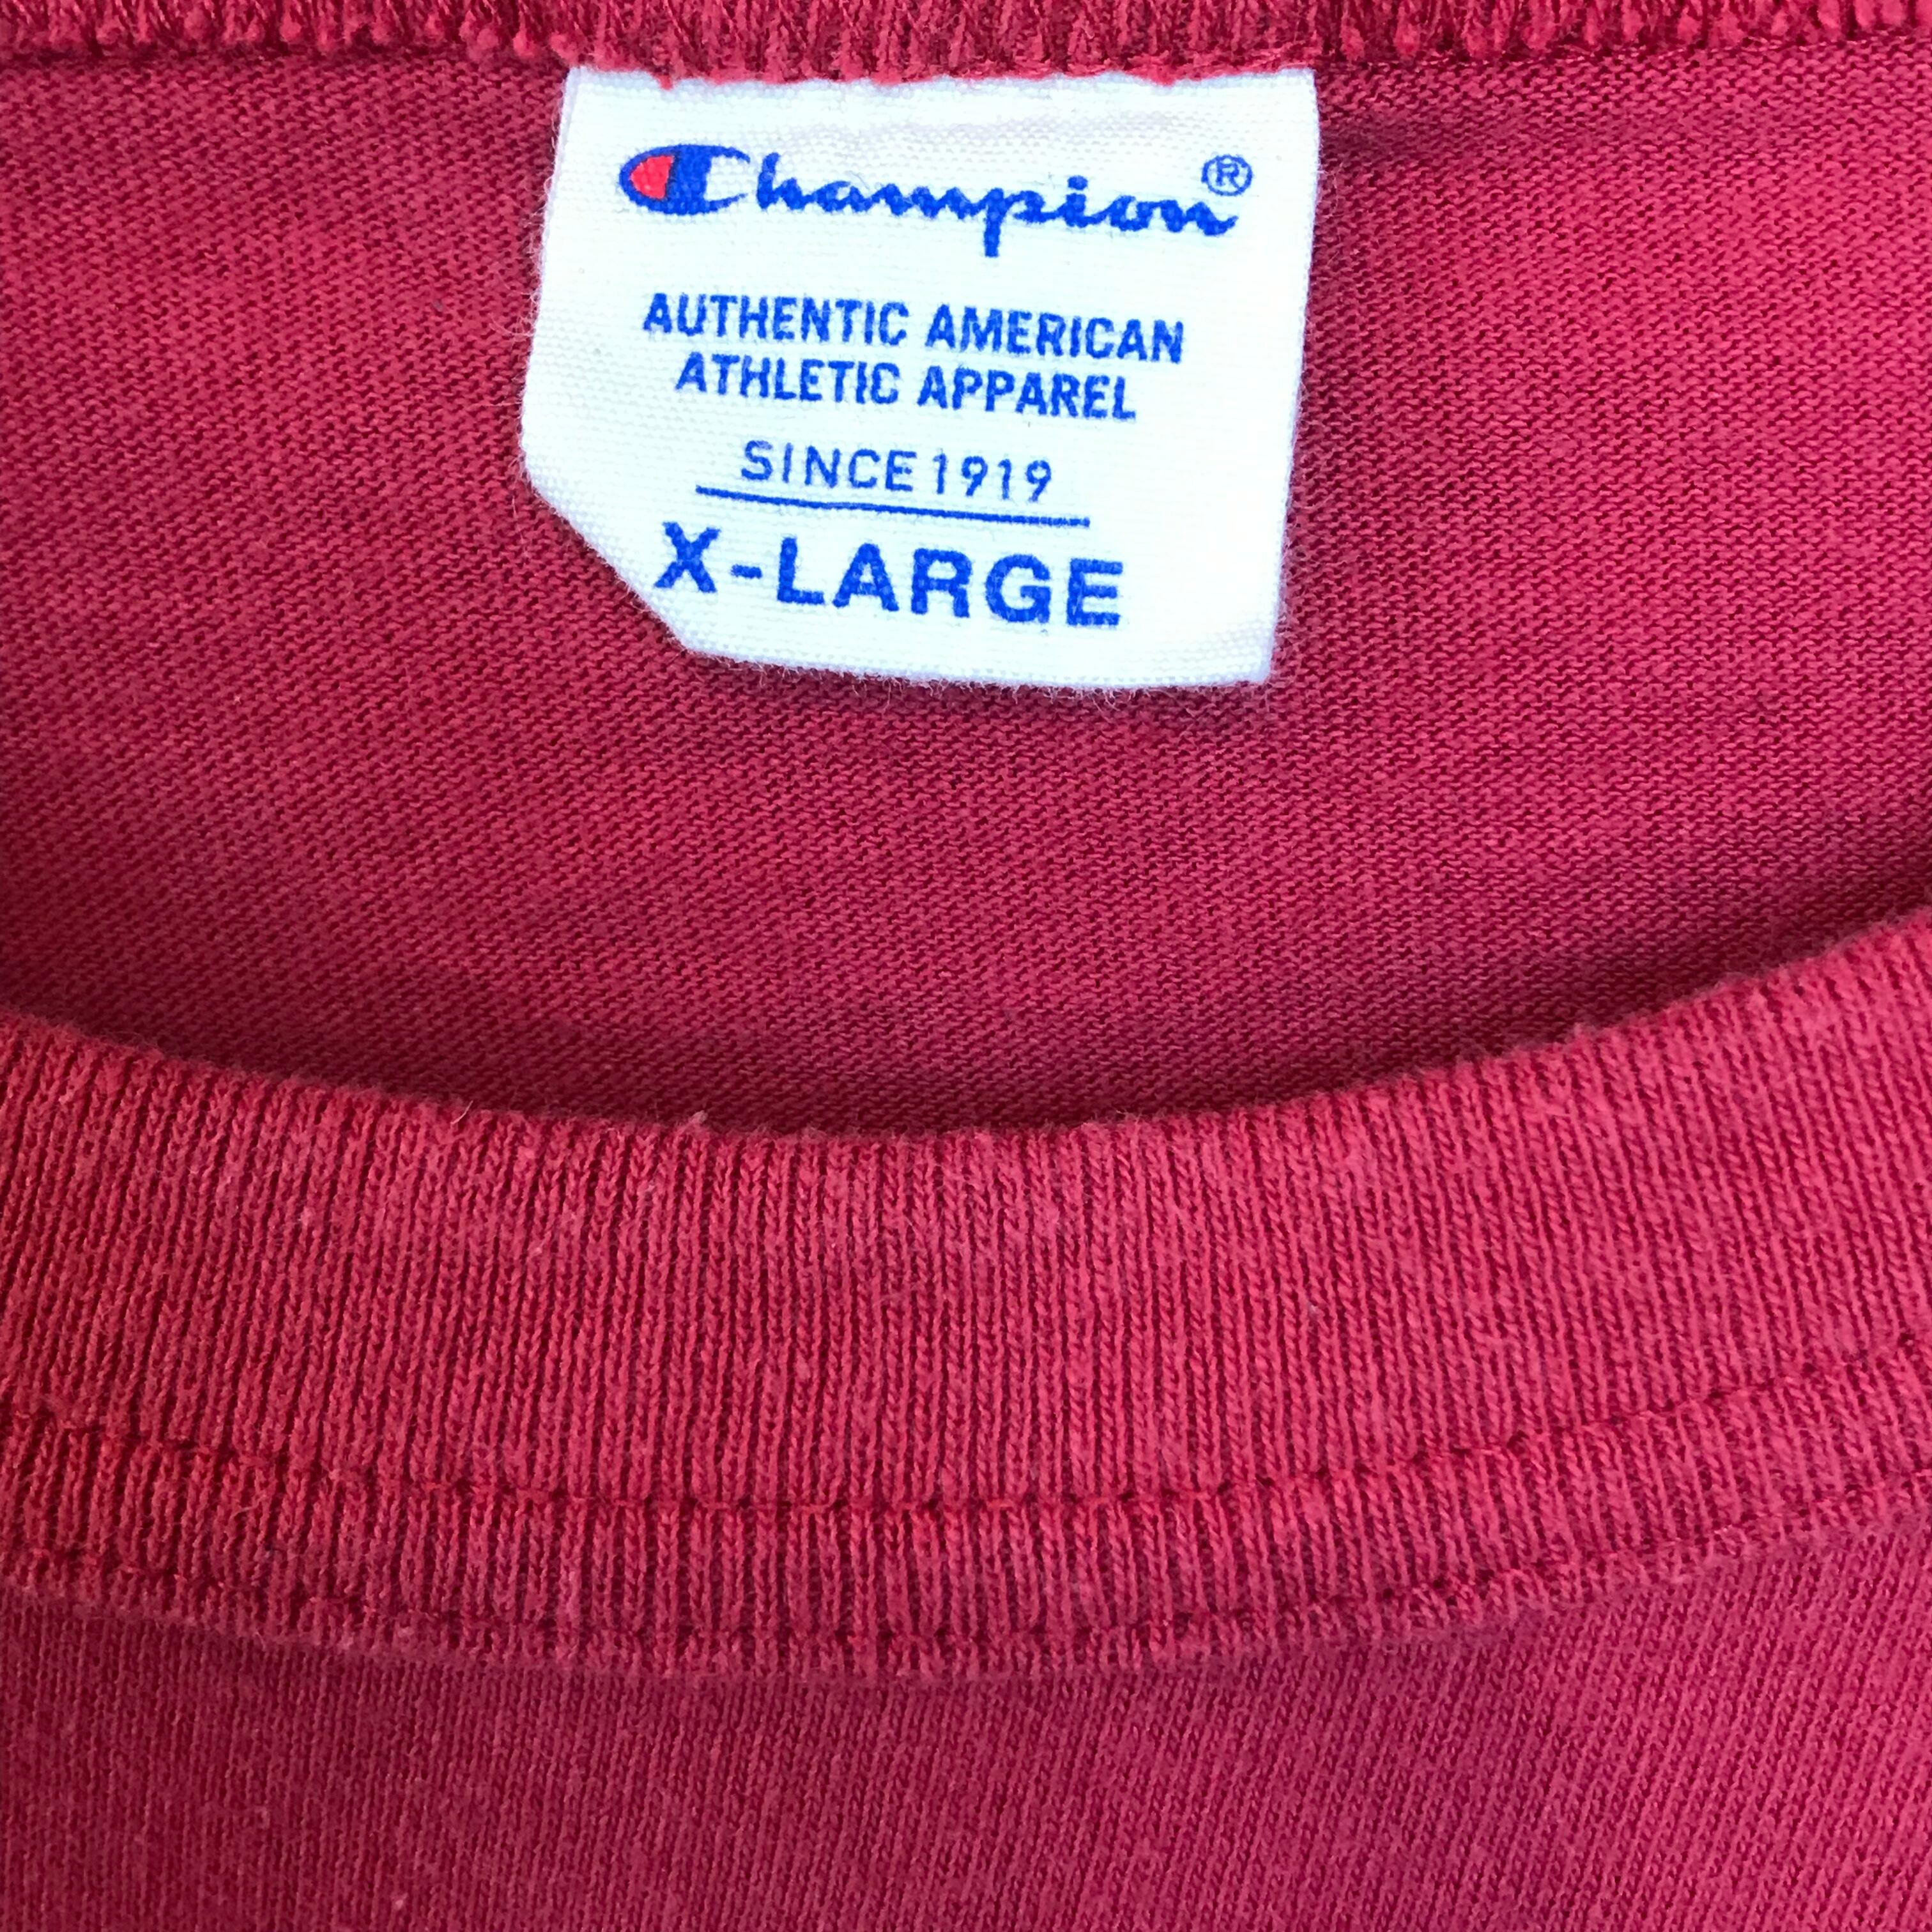 Champion®
AUTHENTIC AMERICAN
ATHLETIC APPAREL
SINCE 1919
X-LARGE